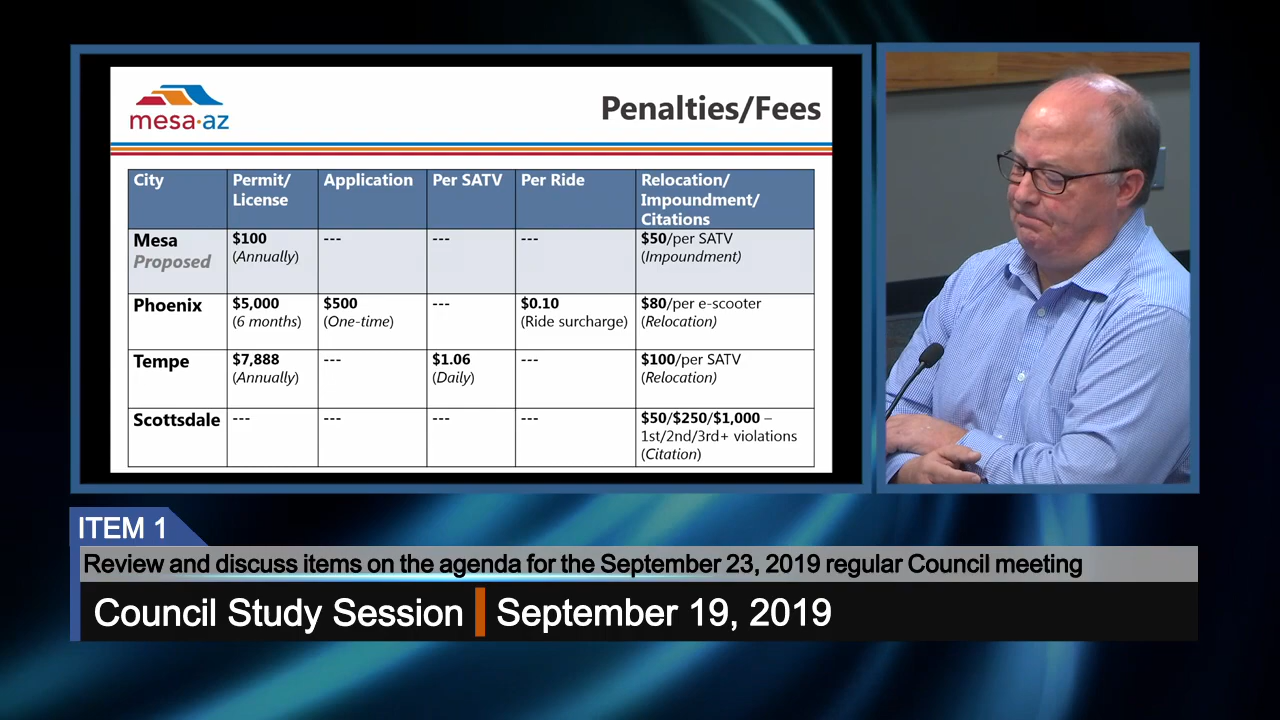 mesa·az
Penalties/Fees
City
Permit/
License
Application
Per SATV
Per Ride
Relocation/
Impoundment/
Citations
Mesa
Proposed
$100
(Annually)
---
---
---
$50/per SATV
(Impoundment)
Phoenix
$5,000
(6 months)
$500
(One-time)
---
$0.10
(Ride surcharge)
$80/per e-scooter
(Relocation)
Tempe
$7,888
(Annually)
---
$1.06
(Daily)
---
$100/per SATV
(Relocation)
Scottsdale
---
---
---
---
$50/$250/$1,000 –
1st/2nd/3rd+ violations
(Citation)
ITEM 1
Review and discuss items on the agenda for the September 23, 2019 regular Council meeting
Council Study Session
September 19, 2019